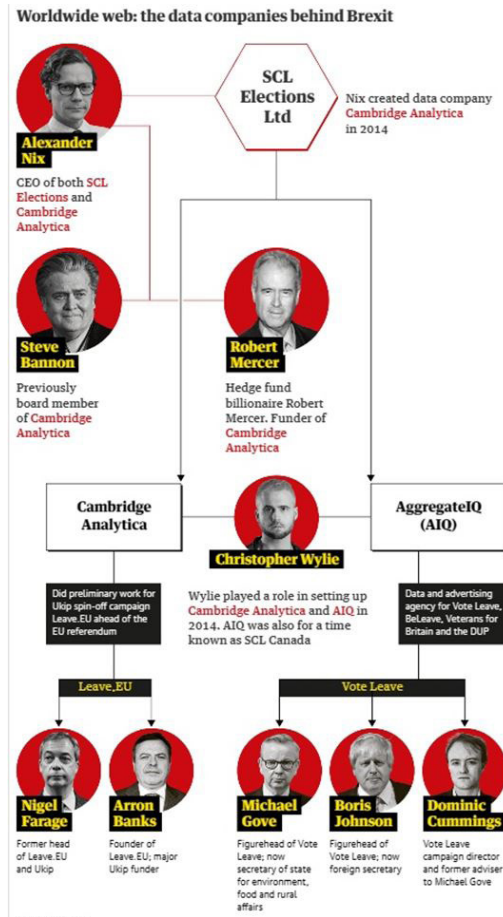 Worldwide web: the data companies behind Brexit
SCL
Elections
Ltd
Nix created data company
Cambridge Analytica
in 2014
Alexander
Nix
CEO of both SCL
Elections and
Cambridge
Analytica
Steve
Bannon
Previously
board member
of Cambridge
Analytica
Robert
Mercer
Hedge fund
billionaire Robert
Mercer. Funder of
Cambridge
Analytica
Cambridge
Analytica
Christopher Wylie
AggregateIQ
(AIQ)
Did preliminary work for
Ukip spin-off campaign
Leave.EU ahead of the
EU referendum
Wylie played a role in setting up
Cambridge Analytica and AIQ in
2014. AIQ was also for a time
known as SCL Canada
Data and advertising
agency for Vote Leave,
BeLeave, Veterans for
Britain and the DUP
Leave.EU
Vote Leave
Nigel
Farage
Former head
of Leave.EU
and Ukip
Arron
Banks
Founder of
Leave.EU; major
Ukip funder
Michael
Gove
Figurehead of Vote
Leave; now
secretary of state
for environment,
food and rural
affairs
Boris
Johnson
Figurehead of
Vote Leave; now
foreign secretary
Dominic
Cummings
Vote Leave
campaign director
and former adviser
to Michael Gove